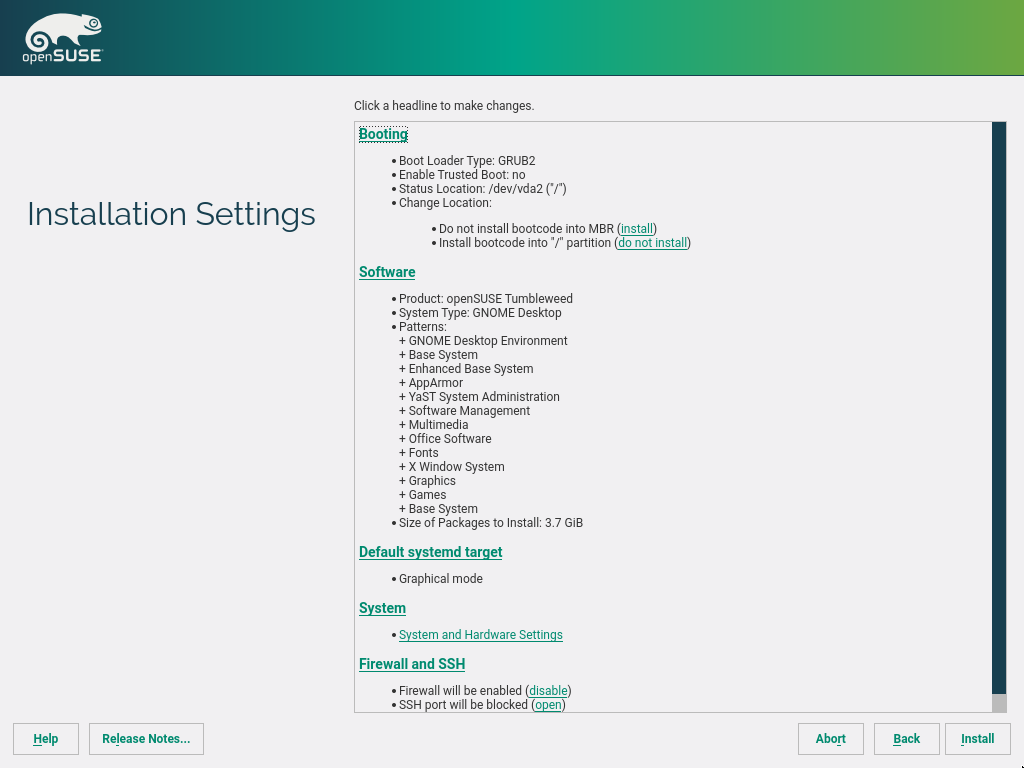 openSUSE
Click a headline to make changes.
Installation Settings
Booting
• Boot Loader Type: GRUB2
• Enable Trusted Boot: no
• Status Location: /dev/vda2 ("/")
• Change Location:
• Do not install bootcode into MBR (install)
• Install bootcode into "/" partition (do not install)
Software
• Product: openSUSE Tumbleweed
• System Type: GNOME Desktop
• Patterns:
+ GNOME Desktop Environment
+ Base System
+ Enhanced Base System
+ AppArmor
+ YaST System Administration
+ Software Management
+ Multimedia
+ Office Software
+ Fonts
+ X Window System
+ Graphics
+ Games
+ Base System
• Size of Packages to Install: 3.7 GiB
Default systemd target
• Graphical mode
System
• System and Hardware Settings
Firewall and SSH
• Firewall will be enabled (disable)
• SSH port will be blocked (open)
Help Release Notes... Abort Back Install